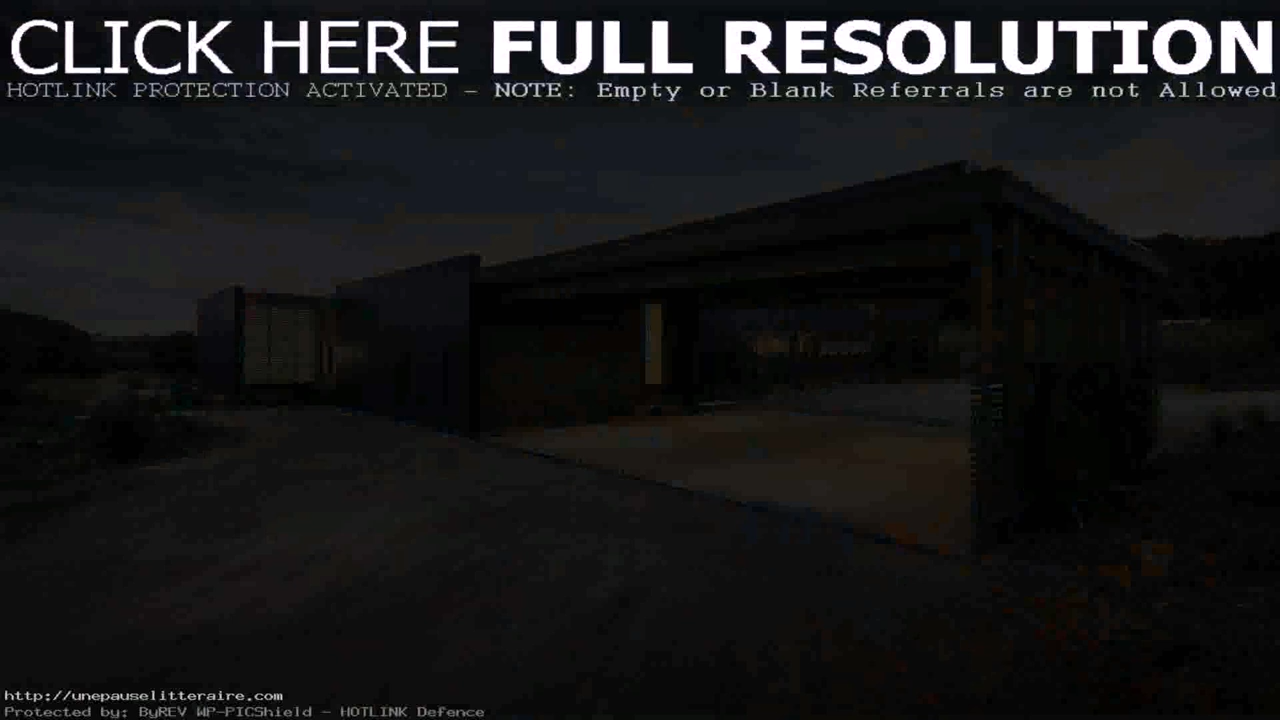 CLICK HERE FULL RESOLUTION
HOTLINK PROTECTION ACTIVATED - NOTE: Empty or Blank Referrals are not Allowed
http://unepauselitteraire.com
Protected by: ByREV WP-PICShield - HOTLINK Defence